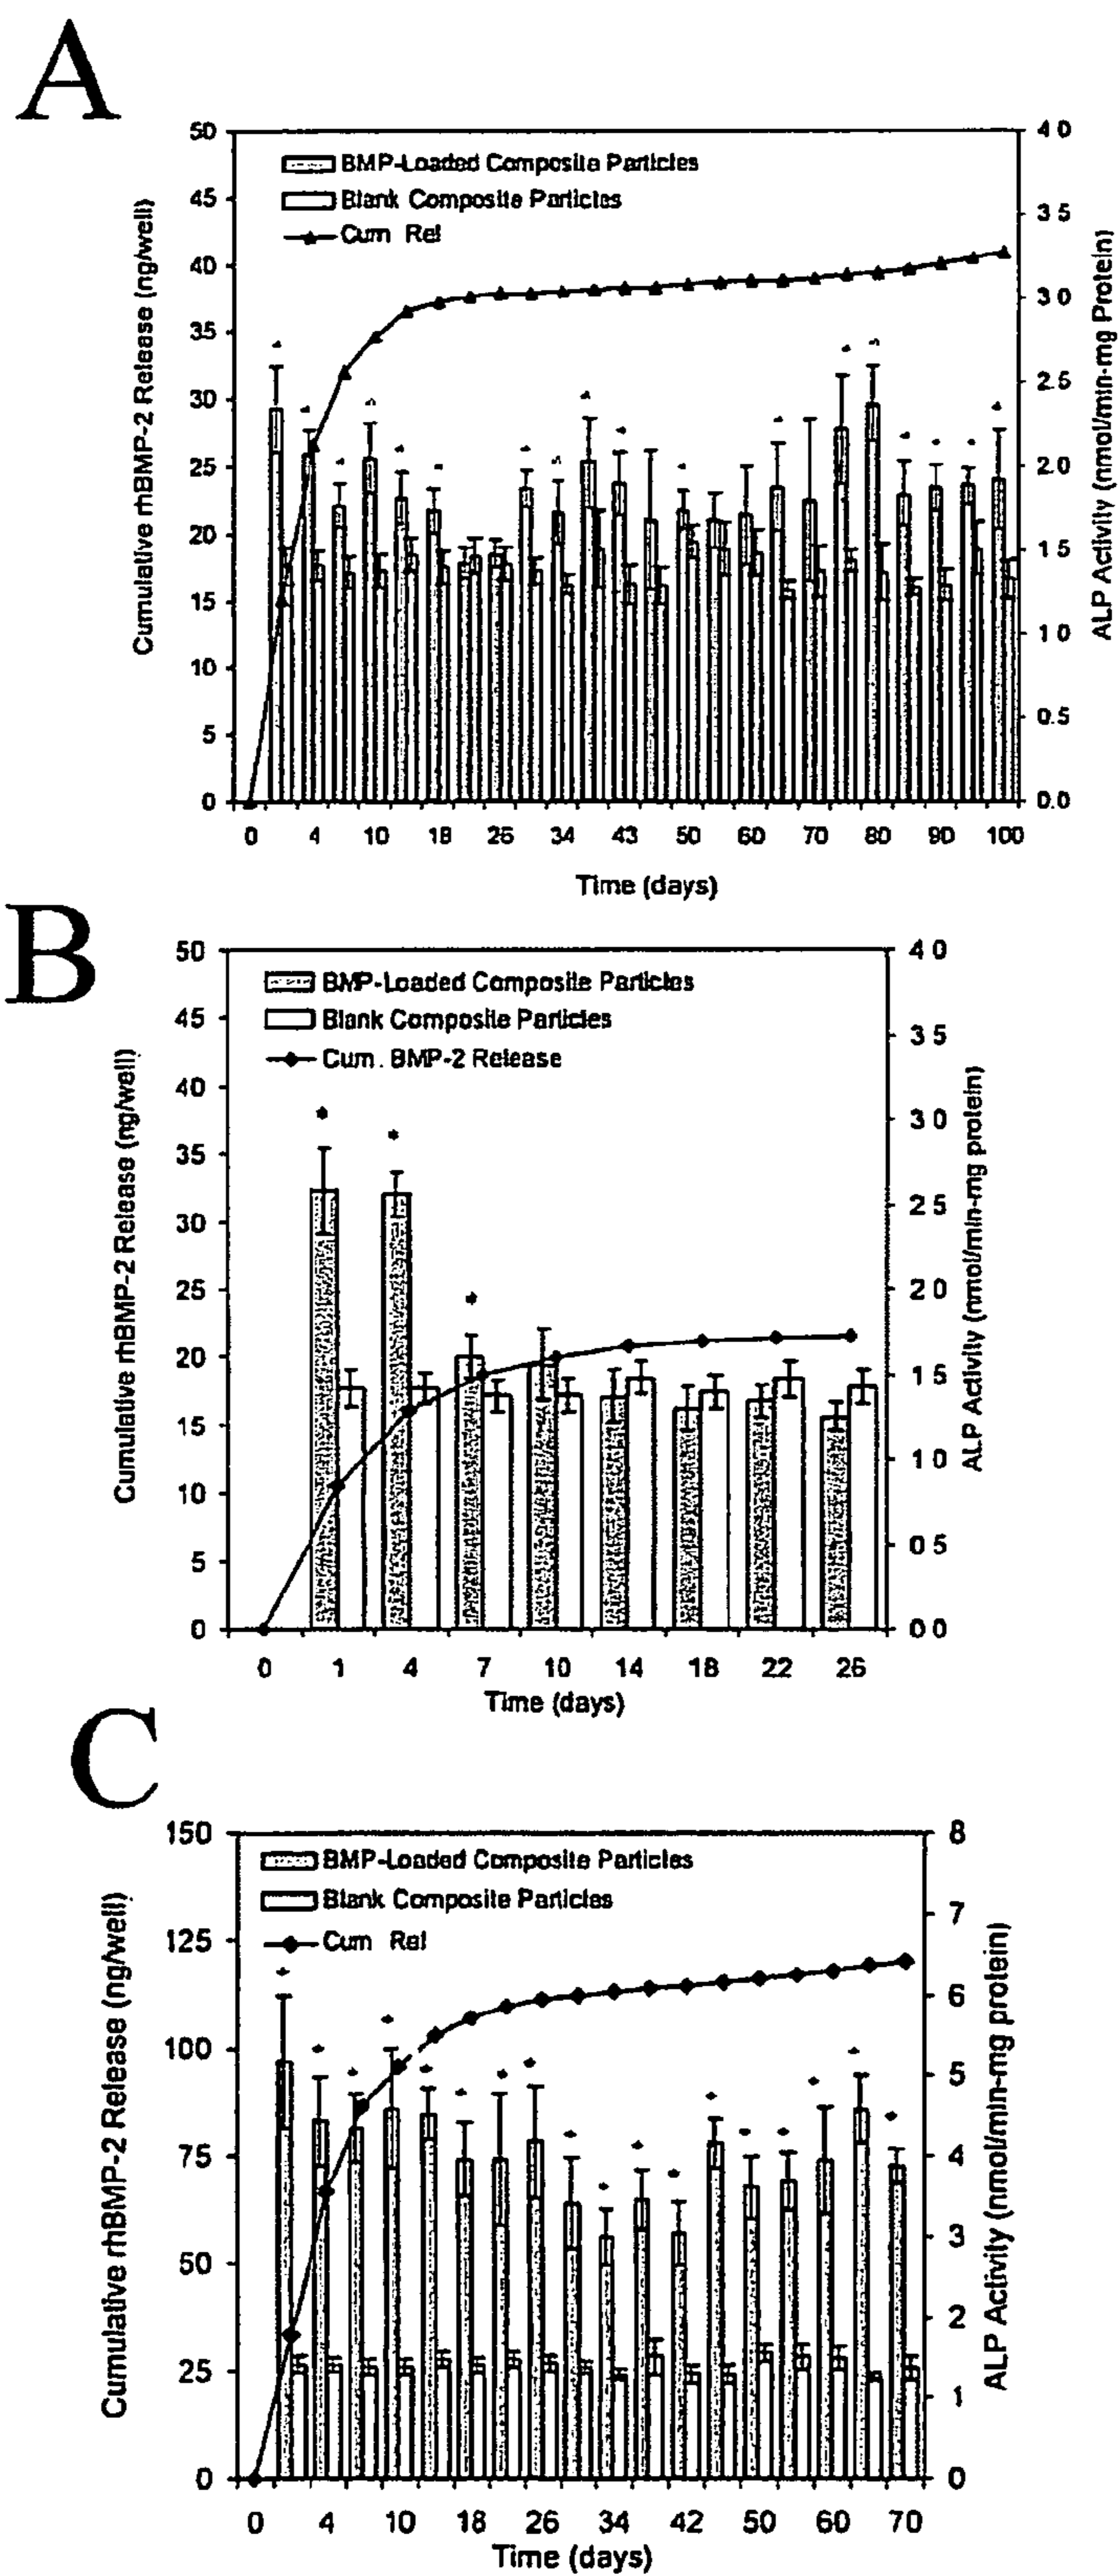 A
50
45
40
35
30
25
20
15
10
5
0
Cumulative rhBMP-2 Release (ng/well)
BMP-Loaded Composite Particles
Blank Composite Particles
Cum Rel
4 0
3 5
3 0
2.5
2.0
1.5
1 0
0.5
0.0
ALP Activity (nmol/min-mg Protein)
0 4 10 18 26 34 43 50 60 70 80 90 100
Time (days)
B
50
45
40
35
30
25
20
15
10
5
0
Cumulative rhBMP-2 Release (ng/well)
BMP-Loaded Composite Particles
Blank Composite Particles
Cum. BMP-2 Release
4 0
3 5
3 0
2 5
2 0
1 5
1 0
0 5
0 0
ALP Activity (nmol/min-mg protein)
0 1 4 7 10 14 18 22 26
Time (days)
C
150
125
100
75
50
25
0
Cumulative rhBMP-2 Release (ng/well)
BMP-Loaded Composite Particles
Blank Composite Particles
Cum Rel
8
7
6
5
4
3
2
1
0
ALP Activity (nmol/min-mg protein)
0 4 10 18 26 34 42 50 60 70
Time (days)